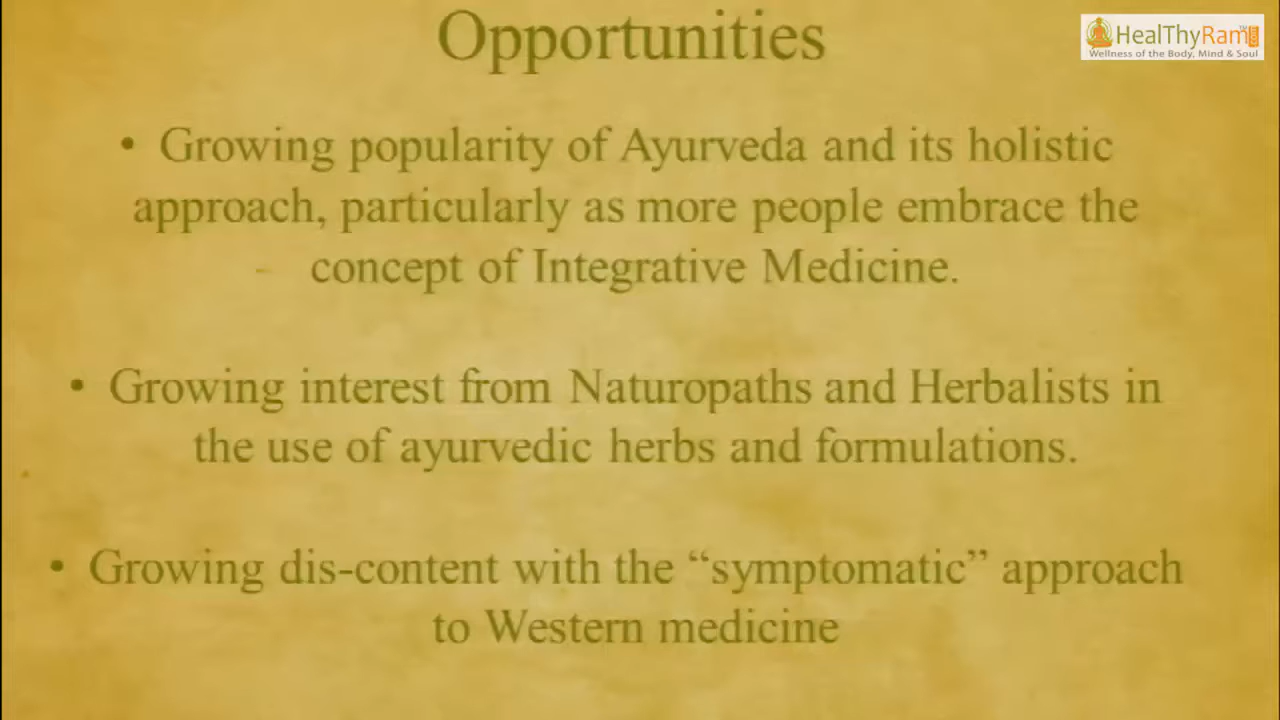 Opportunities
HealThyRam.com
Wellness of the Body, Mind & Soul
• Growing popularity of Ayurveda and its holistic
approach, particularly as more people embrace the
concept of Integrative Medicine.
• Growing interest from Naturopaths and Herbalists in
the use of ayurvedic herbs and formulations.
• Growing dis-content with the “symptomatic” approach
to Western medicine